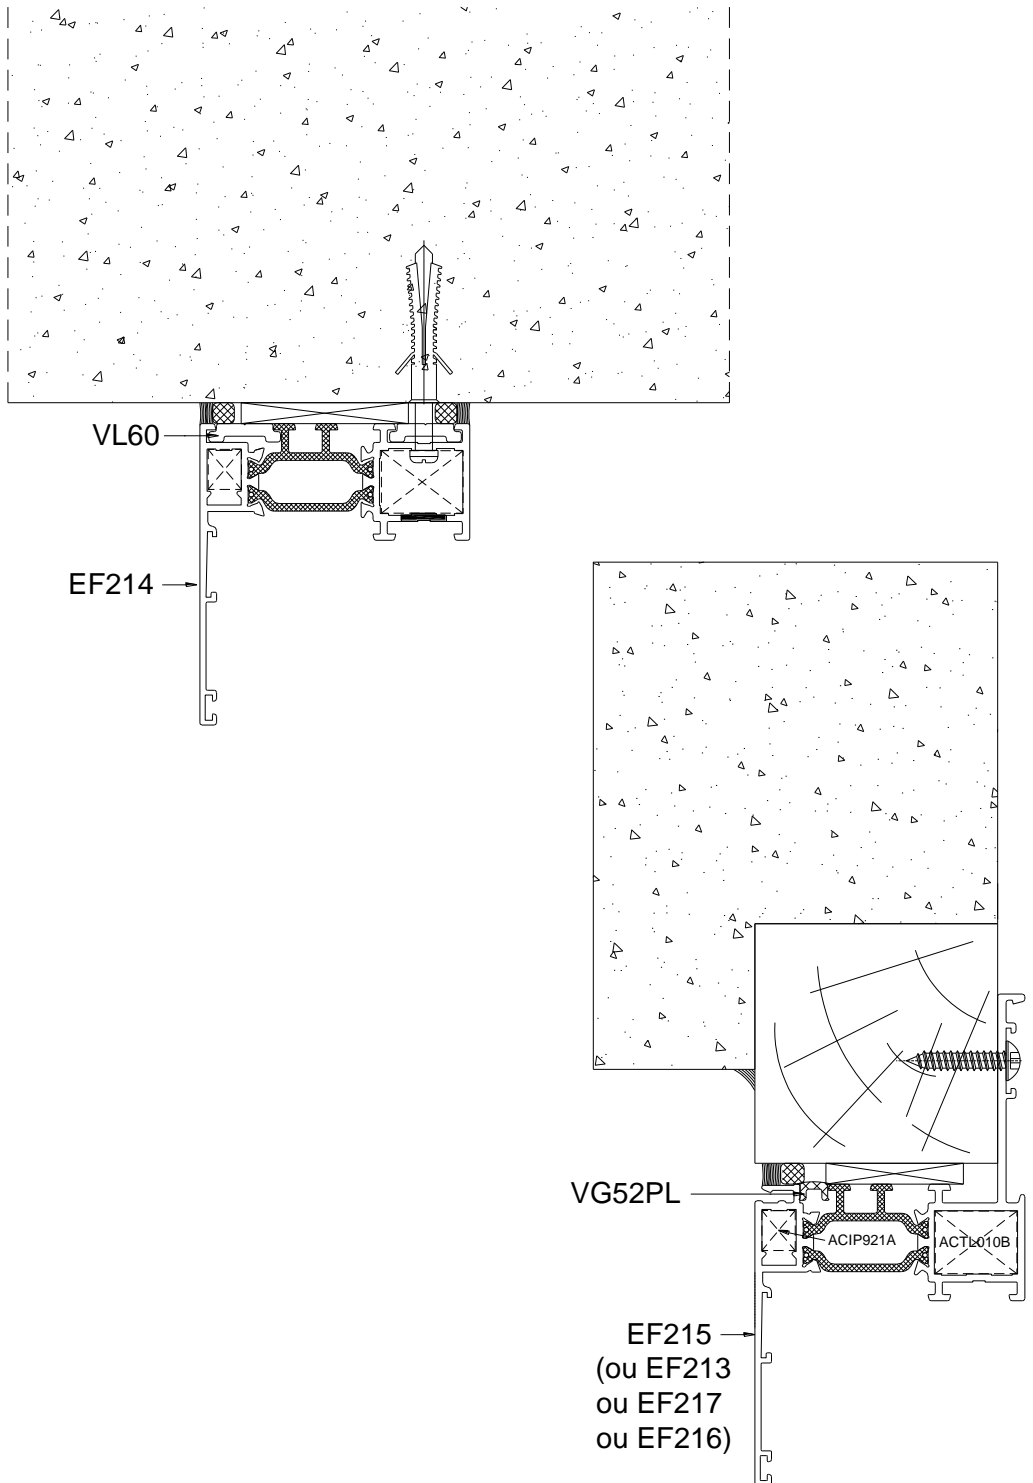 VL60
EF214
VG52PL
ACIP921A
ACTL010B
EF215
(ou EF213
ou EF217
ou EF216)